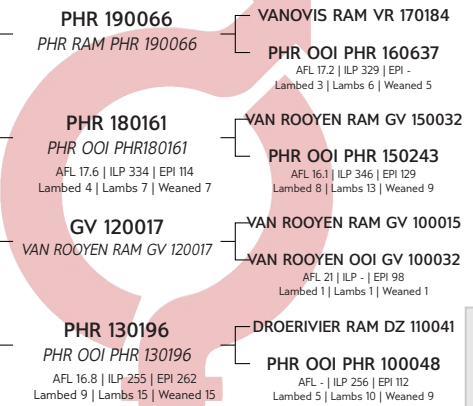 PHR 190066
PHR RAM PHR 190066
VANOVIS RAM VR 170184
PHR OOI PHR 160637
AFL 17.2 | ILP 329 | EPI -
Lambed 3 | Lambs 6 | Weaned 5
PHR 180161
PHR OOI PHR180161
AFL 17.6 | ILP 334 | EPI 114
Lambed 4 | Lambs 7 | Weaned 7
VAN ROOYEN RAM GV 150032
PHR OOI PHR 150243
AFL 16.1 | ILP 346 | EPI 129
Lambed 8 | Lambs 13 | Weaned 9
GV 120017
VAN ROOYEN RAM GV 120017
VAN ROOYEN RAM GV 100015
VAN ROOYEN OOI GV 100032
AFL 21 | ILP - | EPI 98
Lambed 1 | Lambs 1 | Weaned 1
PHR 130196
PHR OOI PHR 130196
AFL 16.8 | ILP 255 | EPI 262
Lambed 9 | Lambs 15 | Weaned 15
DROERIVIER RAM DZ 110041
PHR OOI PHR 100048
AFL - | ILP 256 | EPI 112
Lambed 5 | Lambs 10 | Weaned 9